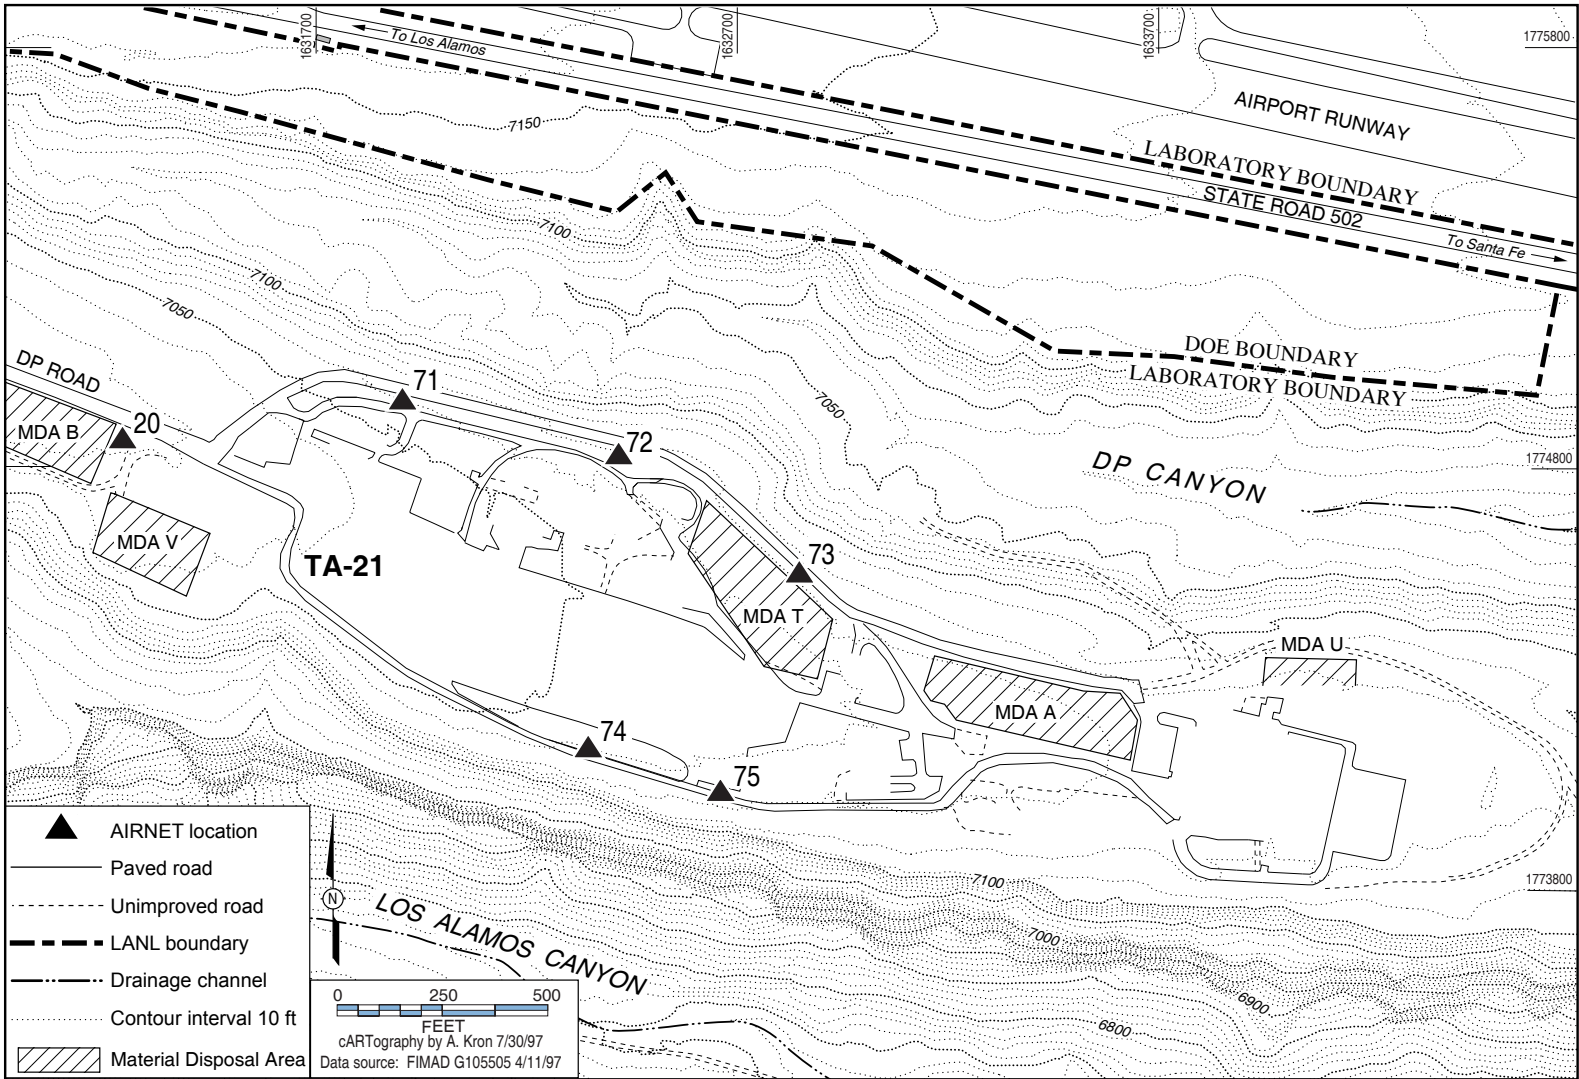 1631700
1632700
1633700
1775800
To Los Alamos
AIRPORT RUNWAY
7150
LABORATORY BOUNDARY
STATE ROAD 502
To Santa Fe
7100
7100
7050
DOE BOUNDARY
LABORATORY BOUNDARY
DP ROAD
71
7050
MDA B
20
72
1774800
DP CANYON
MDA V
TA-21
73
MDA T
MDA U
MDA A
74
75
AIRNET location
Paved road
Unimproved road
LANL boundary
Drainage channel
Contour interval 10 ft
Material Disposal Area
N
LOS ALAMOS CANYON
7100
1773800
7000
6900
6800
0 250 500
FEET
cARTography by A. Kron 7/30/97
Data source: FIMAD G105505 4/11/97